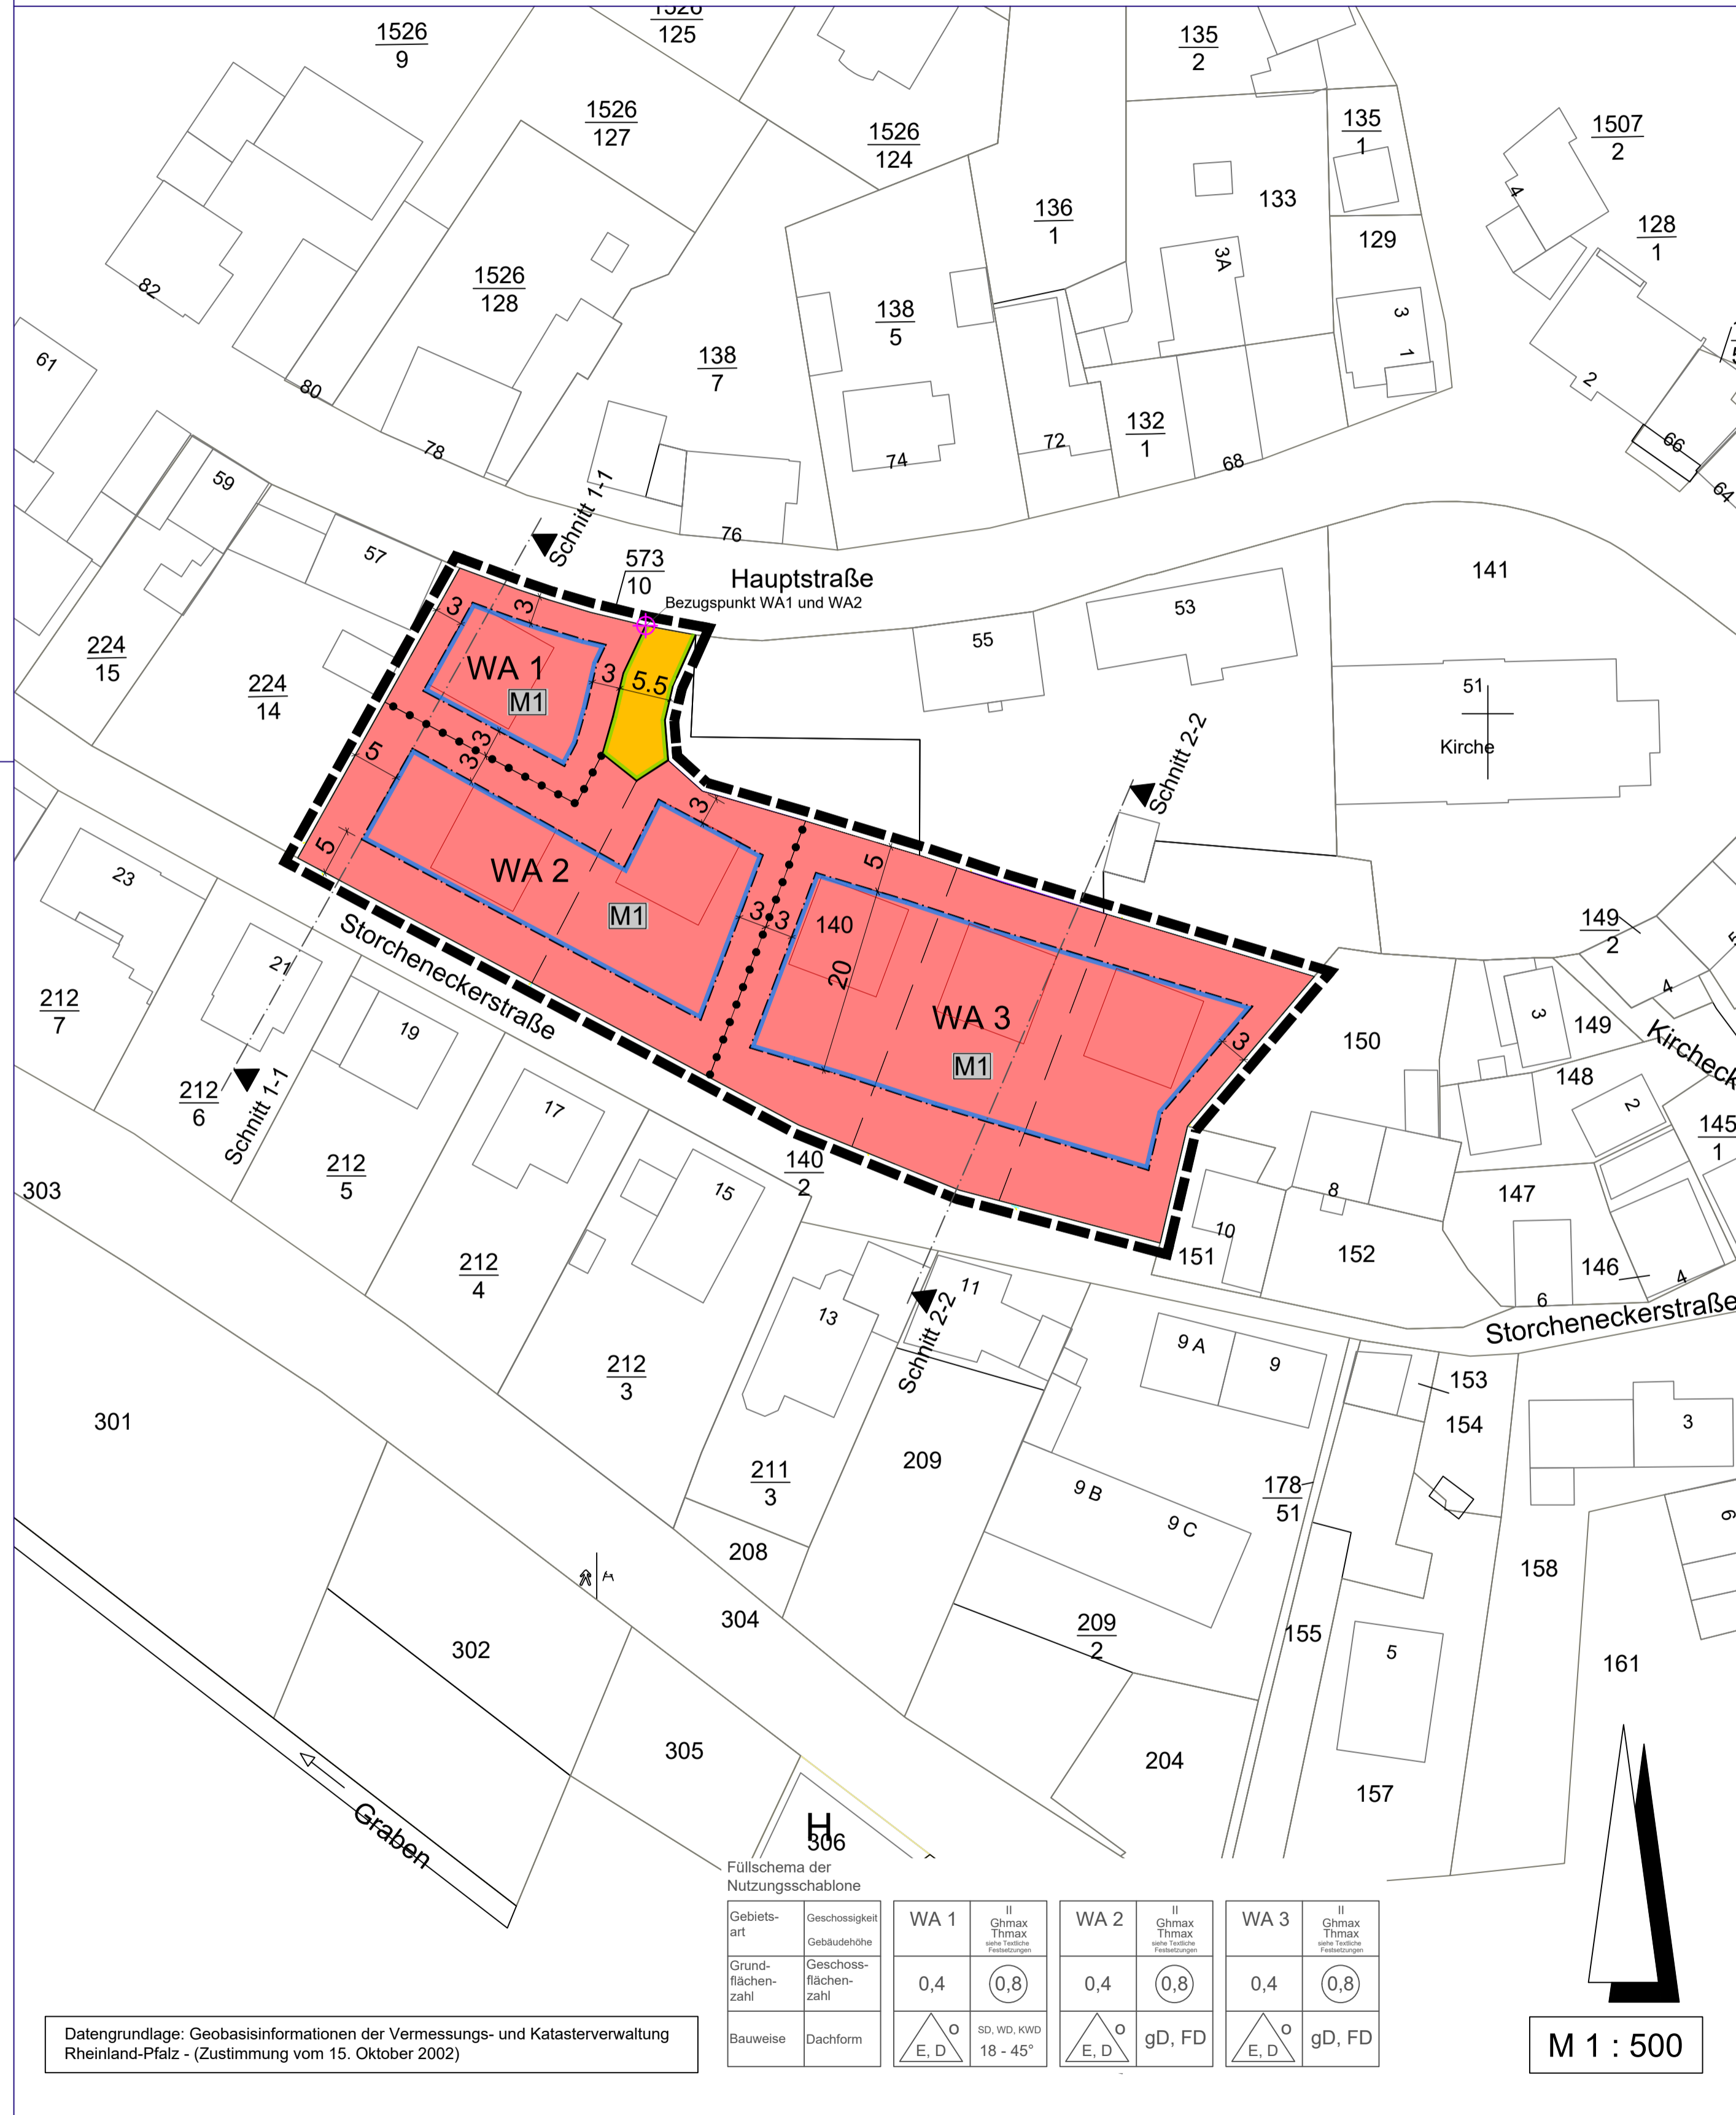 1526
9
125
1526
127
1526
124
135
2
135
1
1507
2
133
136
1
129
128
1
4
3A
82
1526
128
138
5
3
1
61
138
7
2
80
132
1
72
78
74
68
66
64
59
Schnitt 1-1
76
57
573
10
Hauptstraße
Bezugspunkt WA1 und WA2
141
53
55
3
3
224
15
224
14
WA 1
M1
3
5.5
51
Kirche
Schnitt 2-2
5
3
3
3
5
5
23
WA 2
M1
3
3
140
20
149
2
4
21
Storcheneckerstraße
19
212
7
WA 3
M1
3
150
3
149
148
2
145
1
212
6
Schnitt 1-1
17
212
5
140
2
15
303
8
147
10
151
152
146
4
6
212
4
11
13
Schnitt 2-2
Storcheneckerstraße
9 A
9
212
3
153
154
3
301
209
211
3
9 B
9 C
178
51
6
208
158
304
302
209
2
155
5
161
305
204
157
H
306
Graben
Füllschema der
Nutzungsschablone
Gebiets-
art
Geschossigkeit
Gebäudehöhe
Grund-
flächen-
zahl
Geschoss-
flächen-
zahl
Bauweise
Dachform
WA 1
II
Ghmax
Thmax
siehe Textliche
Festsetzungen
0,4
0,8
o
E, D
SD, WD, KWD
18 - 45°
WA 2
II
Ghmax
Thmax
siehe Textliche
Festsetzungen
0,4
0,8
o
E, D
gD, FD
WA 3
II
Ghmax
Thmax
siehe Textliche
Festsetzungen
0,4
0,8
o
E, D
gD, FD
Datengrundlage: Geobasisinformationen der Vermessungs- und Katasterverwaltung
Rheinland-Pfalz - (Zustimmung vom 15. Oktober 2002)
M 1 : 500